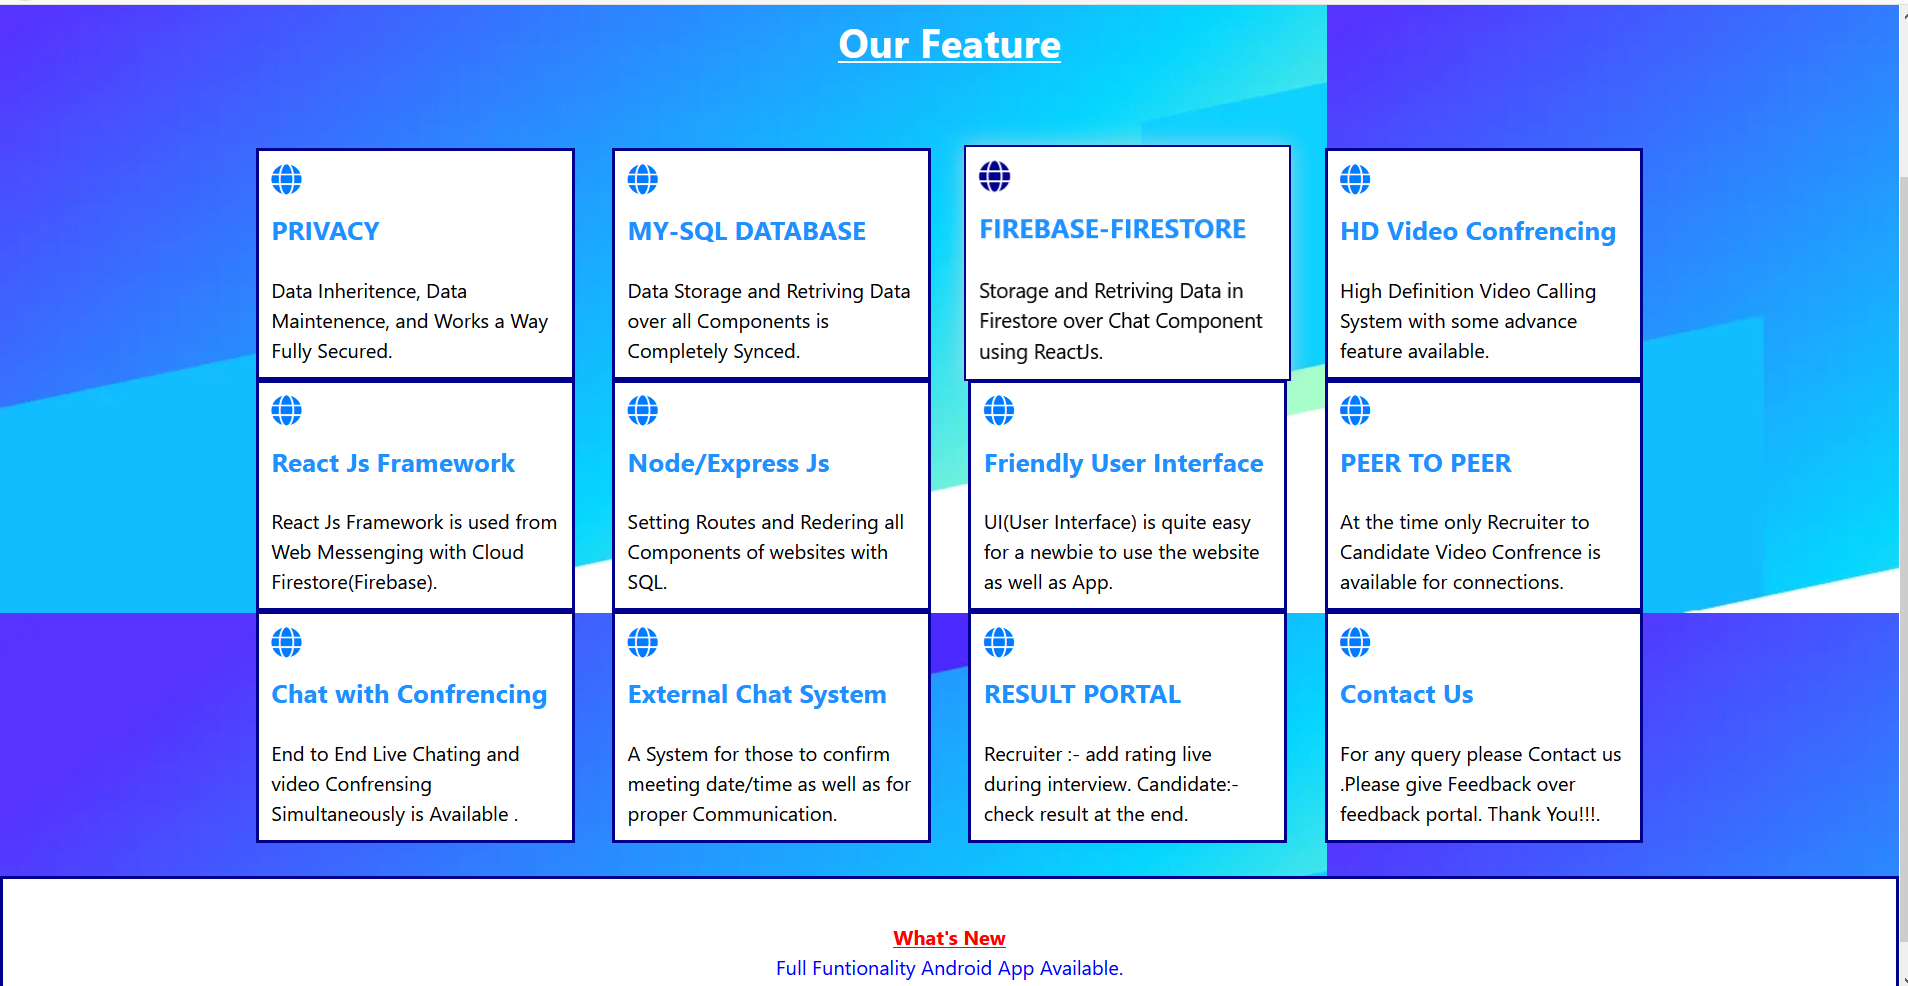 Our Feature
PRIVACY
Data Inheritence, Data
Maintenence, and Works a Way
Fully Secured.
MY-SQL DATABASE
Data Storage and Retriving Data
over all Components is
Completely Synced.
FIREBASE-FIRESTORE
Storage and Retriving Data in
Firestore over Chat Component
using ReactJs.
HD Video Confrencing
High Definition Video Calling
System with some advance
feature available.
React Js Framework
React Js Framework is used from
Web Messenging with Cloud
Firestore(Firebase).
Node/Express Js
Setting Routes and Redering all
Components of websites with
SQL.
Friendly User Interface
UI(User Interface) is quite easy
for a newbie to use the website
as well as App.
PEER TO PEER
At the time only Recruiter to
Candidate Video Confrence is
available for connections.
Chat with Confrencing
End to End Live Chating and
video Confrensing
Simultaneously is Available .
External Chat System
A System for those to confirm
meeting date/time as well as for
proper Communication.
RESULT PORTAL
Recruiter :- add rating live
during interview. Candidate:-
check result at the end.
Contact Us
For any query please Contact us
.Please give Feedback over
feedback portal. Thank You!!!.
What's New
Full Funtionality Android App Available.